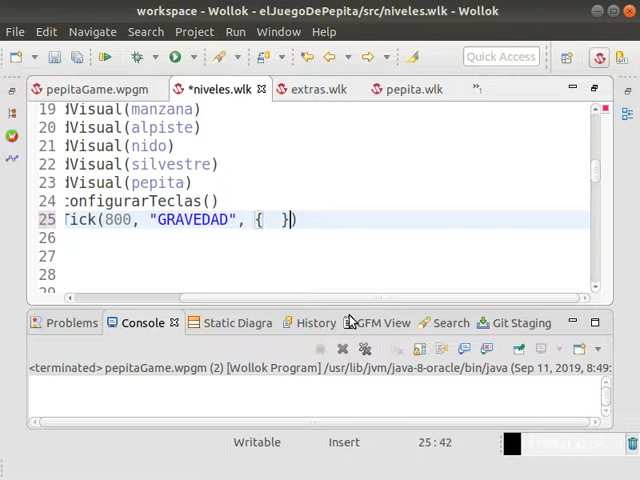 workspace - Wollok - elJuegoDePepita/src/niveles.wlk - Wollok
File Edit Navigate Search Project Run Window Help
Quick Access
pepitaGame.wpgm *niveles.wlk extras.wlk pepita.wlk »1
19 dVisual(manzana)
20 dVisual(alpiste)
21 dVisual(nido)
22 dVisual(silvestre)
23 dVisual(pepita)
24 configurarTeclas()
25 Tick(800, "GRAVEDAD", {  })
26
27
28
Problems Console Static Diagra History GFM View Search Git Staging
<terminated> pepitaGame.wpgm (2) [Wollok Program] /usr/lib/jvm/java-8-oracle/bin/java (Sep 11, 2019, 8:49:
Writable Insert 25 : 42